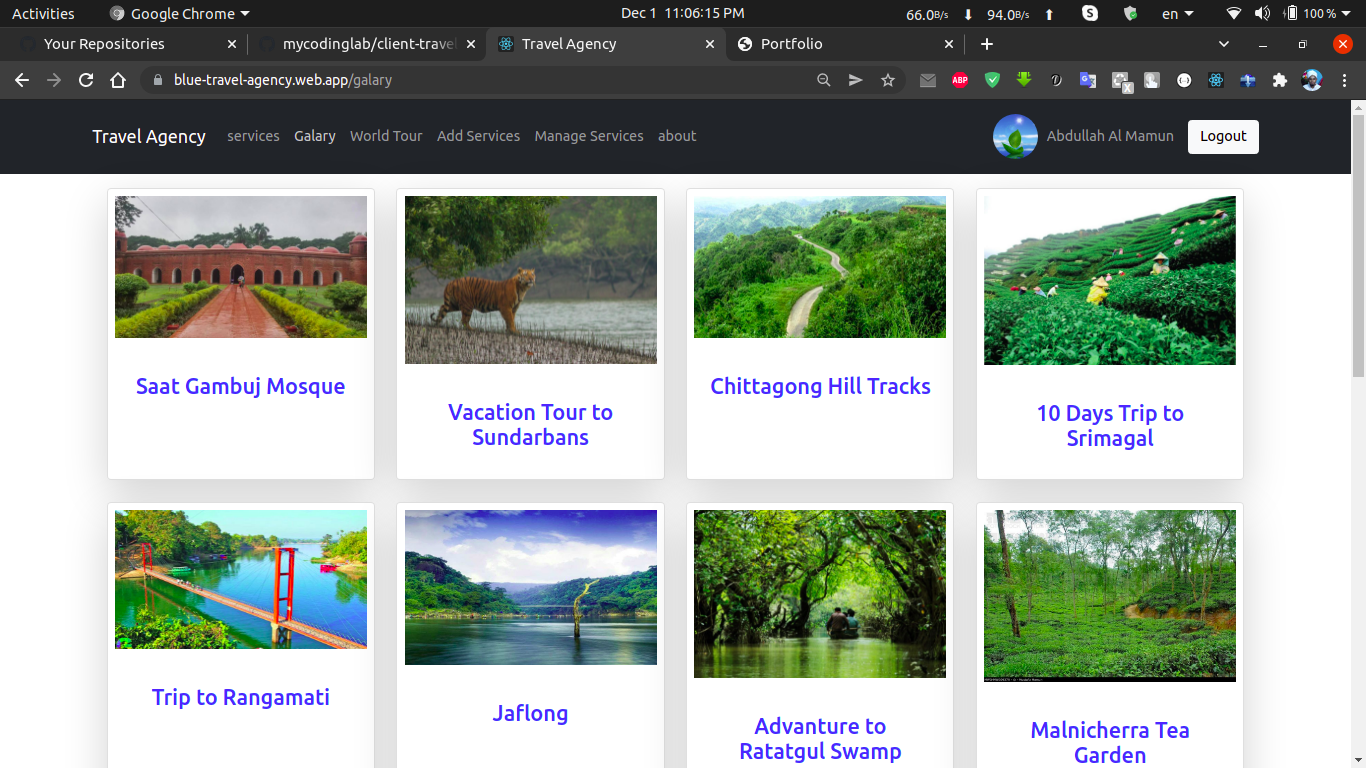 Activities Google Chrome Dec 1 11:06:15 PM 66.0B/s 94.0B/s S en 100 %
Your Repositories mycodinglab/client-travel Travel Agency Portfolio
blue-travel-agency.web.app/galary ABP
Travel Agency services Galary World Tour Add Services Manage Services about Abdullah Al Mamun Logout
Saat Gambuj Mosque
Vacation Tour to
Sundarbans
Chittagong Hill Tracks
10 Days Trip to
Srimagal
Trip to Rangamati
Jaflong
Advanture to
Ratatgul Swamp
Malnicherra Tea
Garden